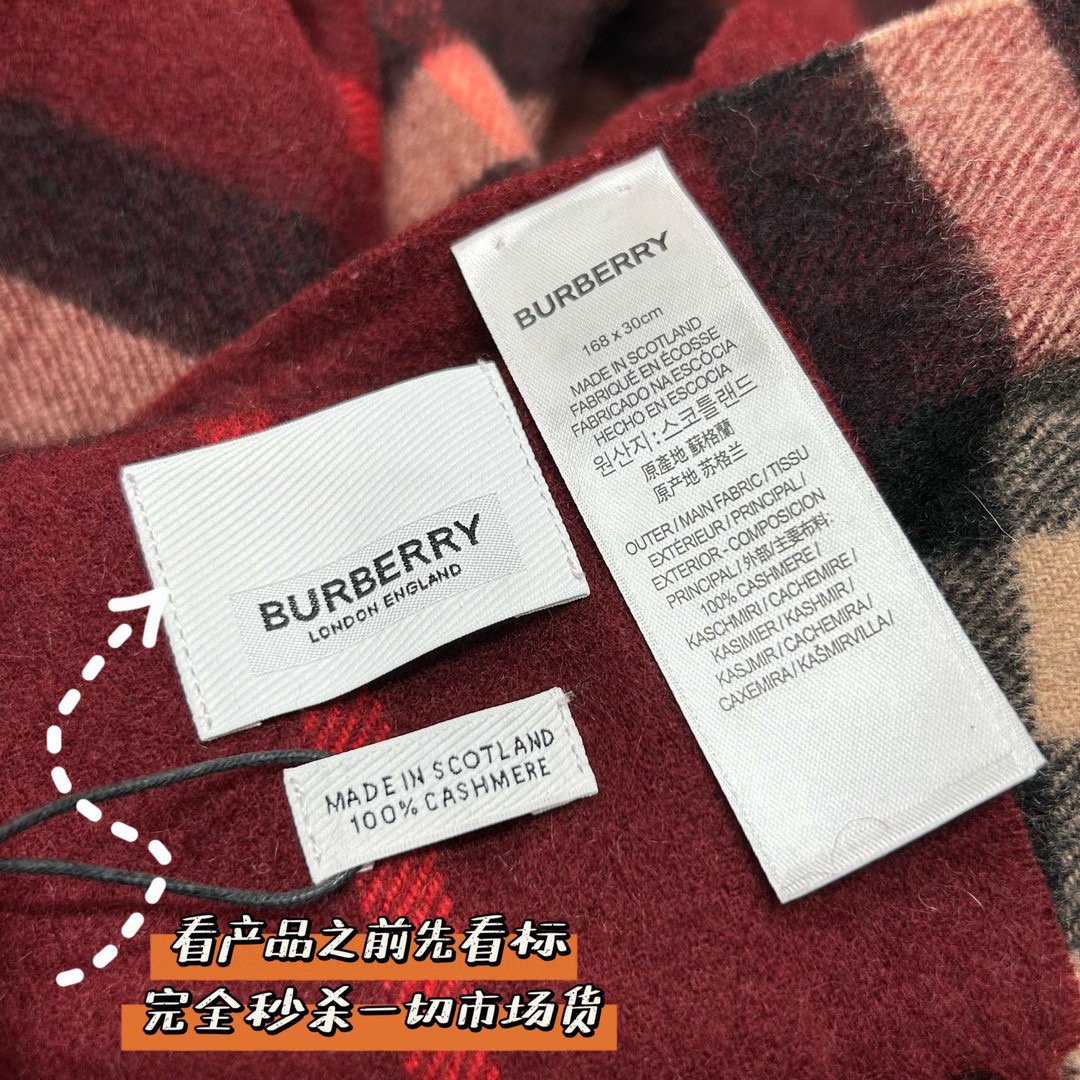 BURBERRY
168 x 30cm
MADE IN SCOTLAND
FABRIQUÉ EN ÉCOSSE
FABRICADO NA ESCÓCIA
HECHO EN ESCOCIA
원산지 : 스코틀랜드
原產地 蘇格蘭
原产地 苏格兰
OUTER / MAIN FABRIC / TISSU
EXTÉRIEUR / PRINCIPAL /
EXTERIOR - COMPOSICION
PRINCIPAL / 外部/主要布料:
100% CASHMERE /
KASCHMIRI / CACHEMIRE /
KASIMIER / KASHMIR /
KASJMIR / CACHEMIRA /
CAXEMIRA / KAŠMIRVILLA /
BURBERRY
LONDON ENGLAND
MADE IN SCOTLAND
100% CASHMERE
看产品之前先看标
完全秒杀一切市场货